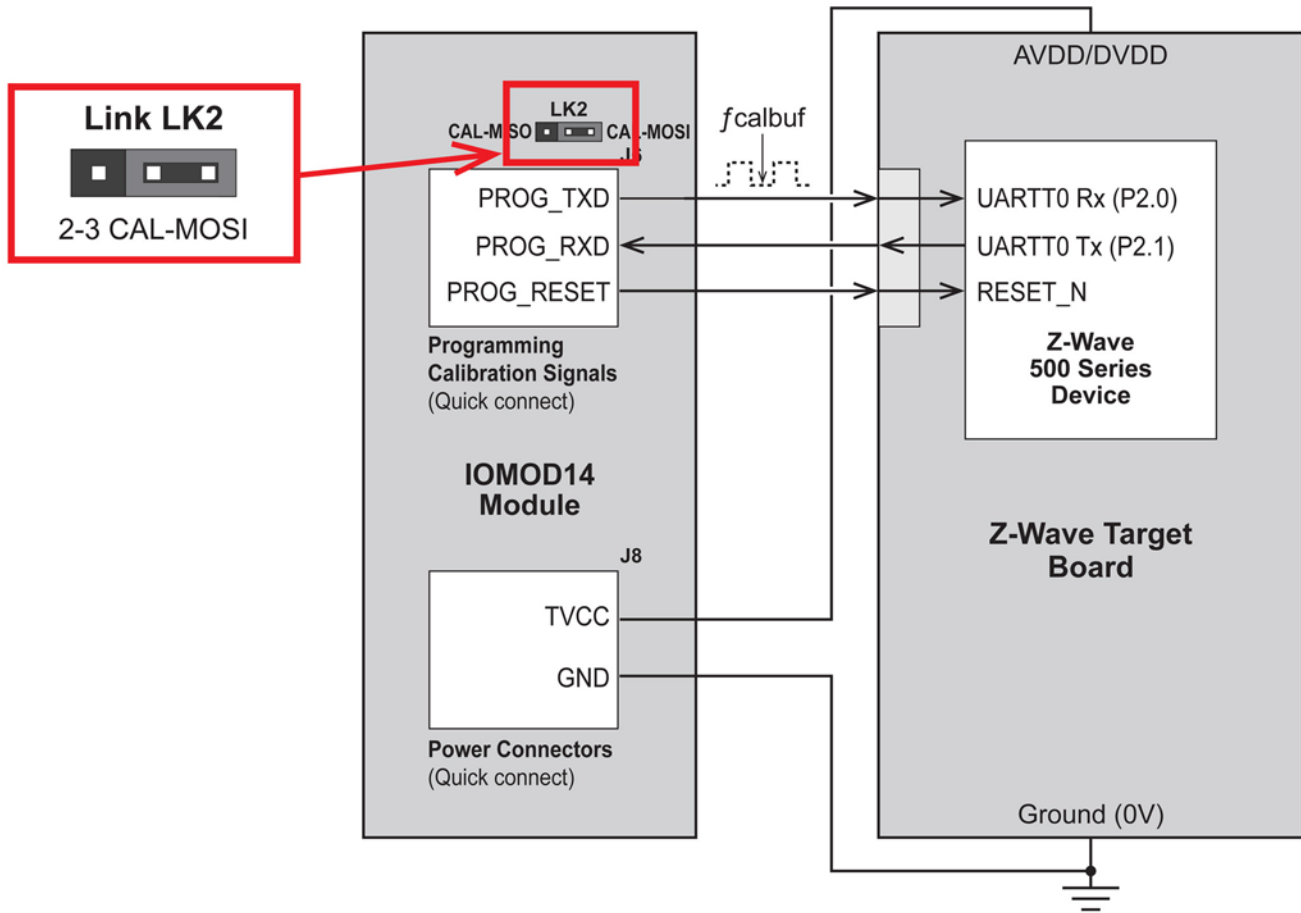 AVDD/DVDD
Link LK2
2-3 CAL-MOSI
LK2
CAL-MISO
CAL-MOSI
J6
ƒcalbuf
PROG_TXD
PROG_RXD
PROG_RESET
UARTT0 Rx (P2.0)
UARTT0 Tx (P2.1)
RESET_N
Z-Wave
500 Series
Device
Programming
Calibration Signals
(Quick connect)
IOMOD14
Module
Z-Wave Target
Board
J8
TVCC
GND
Power Connectors
(Quick connect)
Ground (0V)